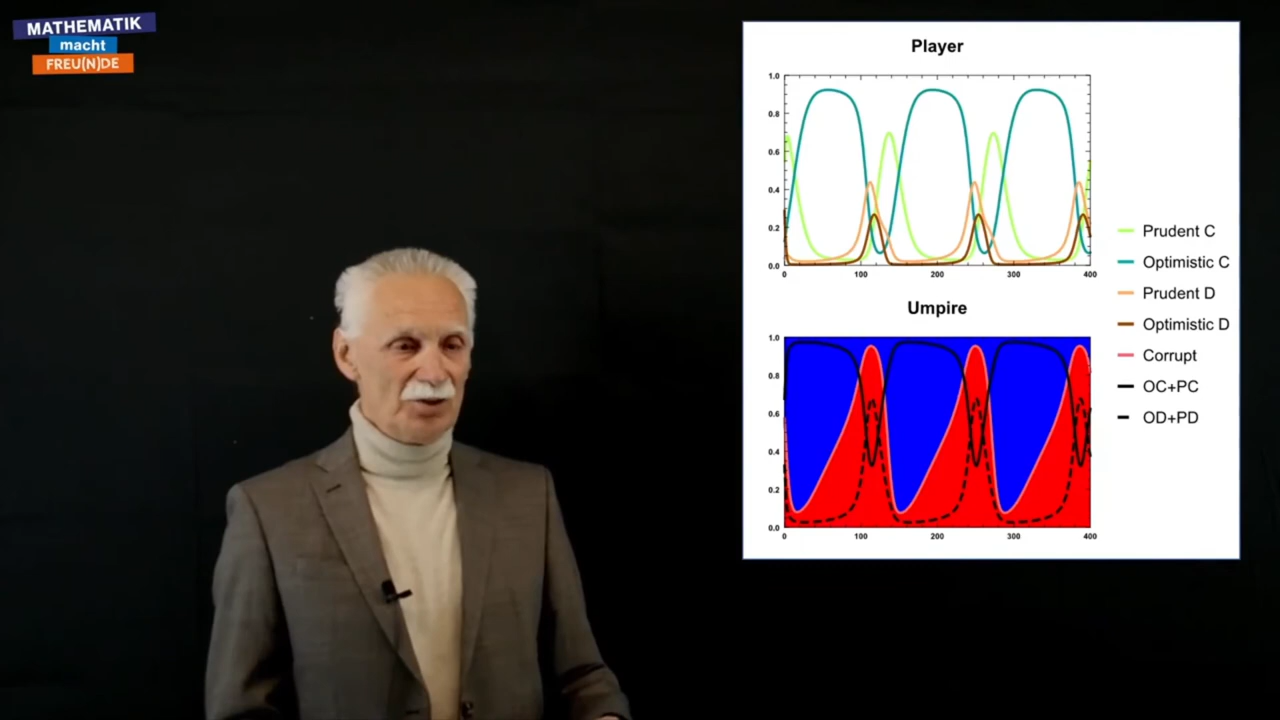 MATHEMATIK
macht
FREU(N)DE
Player
1.0
0.8
0.6
0.4
0.2
0.0
0 100 200 300 400
Prudent C
Optimistic C
Prudent D
Optimistic D
Corrupt
OC+PC
OD+PD
Umpire
1.0
0.8
0.6
0.4
0.2
0.0
0 100 200 300 400